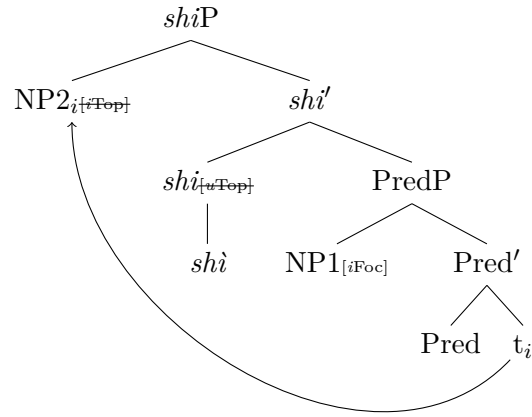 shiP
NP2i[iTop] shi′
shi[uTop] PredP
shì NP1[iFoc] Pred′
Pred ti